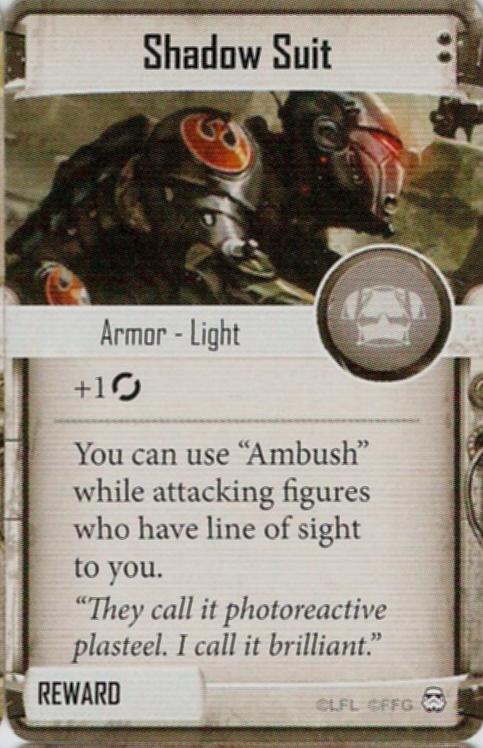 Shadow Suit
Armor - Light
+1
You can use “Ambush”
while attacking figures
who have line of sight
to you.
“They call it photoreactive
plasteel. I call it brilliant.”
REWARD
©LFL ©FFG